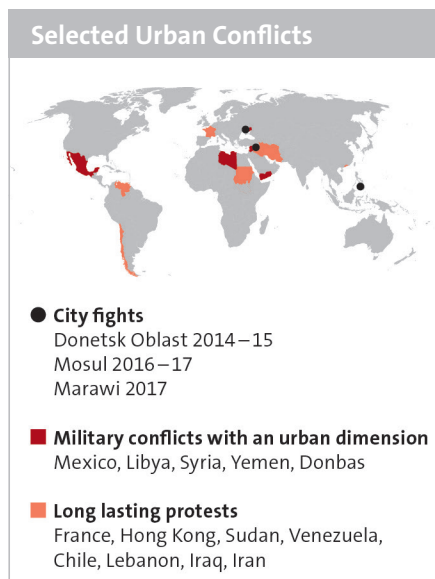 Selected Urban Conflicts
City fights
Donetsk Oblast 2014–15
Mosul 2016–17
Marawi 2017
Military conflicts with an urban dimension
Mexico, Libya, Syria, Yemen, Donbas
Long lasting protests
France, Hong Kong, Sudan, Venezuela,
Chile, Lebanon, Iraq, Iran